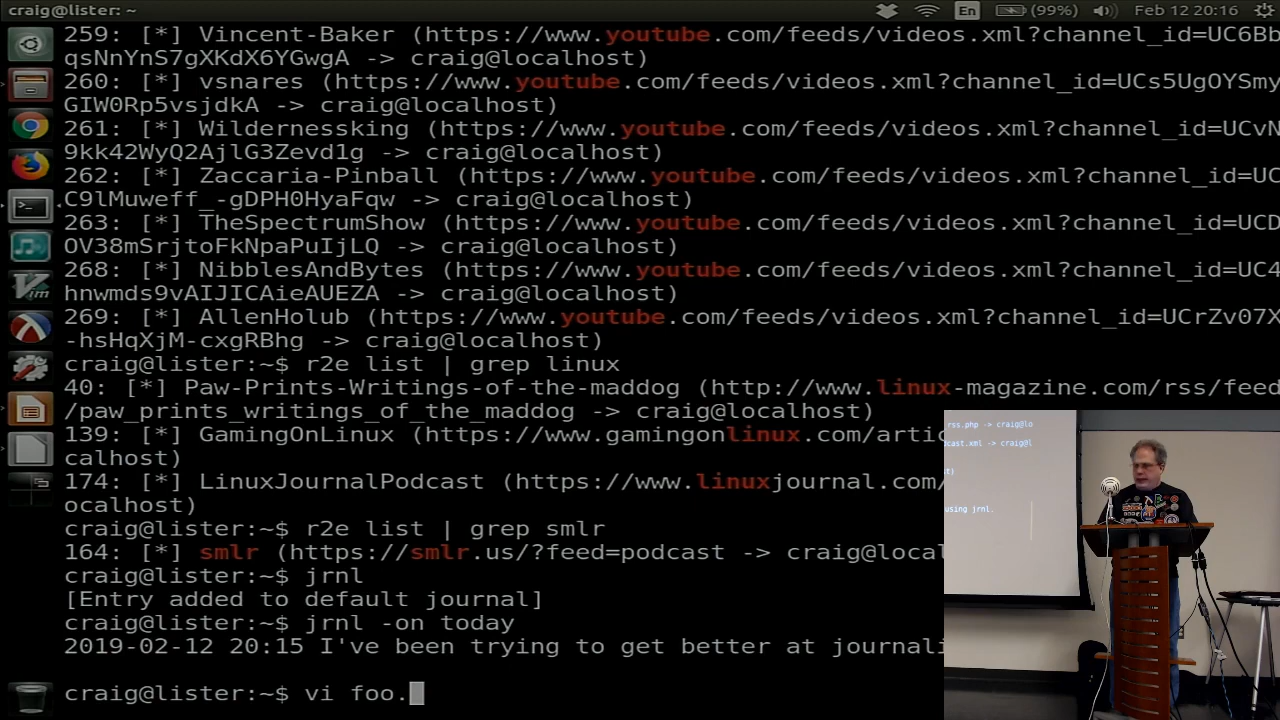 craig@lister: ~ En (99%) Feb 12 20:16
259: [*] Vincent-Baker (https://www.youtube.com/feeds/videos.xml?channel_id=UC6Bb
qsNnYnS7gXKdX6YGwgA -> craig@localhost)
260: [*] vsnares (https://www.youtube.com/feeds/videos.xml?channel_id=UCs5UgOYSmy
GIW0Rp5vsjdkA -> craig@localhost)
261: [*] Wildernessking (https://www.youtube.com/feeds/videos.xml?channel_id=UCvN
9kk42WyQ2AjlG3Zevd1g -> craig@localhost)
262: [*] Zaccaria-Pinball (https://www.youtube.com/feeds/videos.xml?channel_id=UC
C9lMuweff_-gDPH0HyaFqw -> craig@localhost)
263: [*] TheSpectrumShow (https://www.youtube.com/feeds/videos.xml?channel_id=UCD
OV38mSrjtoFkNpaPuIjLQ -> craig@localhost)
268: [*] NibblesAndBytes (https://www.youtube.com/feeds/videos.xml?channel_id=UC4
hnwmds9vAIJICAieAUEZA -> craig@localhost)
269: [*] AllenHolub (https://www.youtube.com/feeds/videos.xml?channel_id=UCrZv07X
-hsHqXjM-cxgRBhg -> craig@localhost)
craig@lister:~$ r2e list | grep linux
40: [*] Paw-Prints-Writings-of-the-maddog (http://www.linux-magazine.com/rss/feed
/paw_prints_writings_of_the_maddog -> craig@localhost)
139: [*] GamingOnLinux (https://www.gamingonlinux.com/artic
calhost)
174: [*] LinuxJournalPodcast (https://www.linuxjournal.com/
ocalhost)
craig@lister:~$ r2e list | grep smlr
164: [*] smlr (https://smlr.us/?feed=podcast -> craig@local
craig@lister:~$ jrnl
[Entry added to default journal]
craig@lister:~$ jrnl -on today
2019-02-12 20:15 I've been trying to get better at journali
craig@lister:~$ vi foo.
rss.php -> craig@lo
dcast.xml -> craig@l
st)
using jrnl.